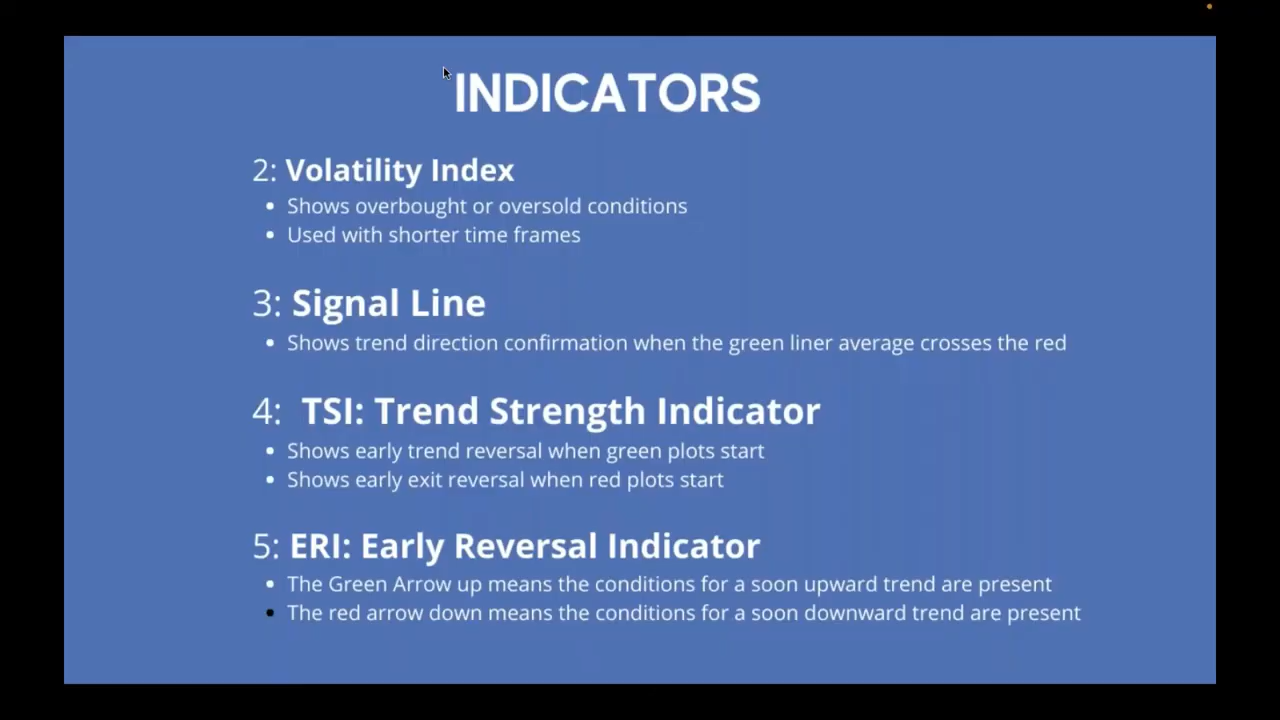 INDICATORS
2: Volatility Index
• Shows overbought or oversold conditions
• Used with shorter time frames
3: Signal Line
• Shows trend direction confirmation when the green liner average crosses the red
4: TSI: Trend Strength Indicator
• Shows early trend reversal when green plots start
• Shows early exit reversal when red plots start
5: ERI: Early Reversal Indicator
• The Green Arrow up means the conditions for a soon upward trend are present
• The red arrow down means the conditions for a soon downward trend are present